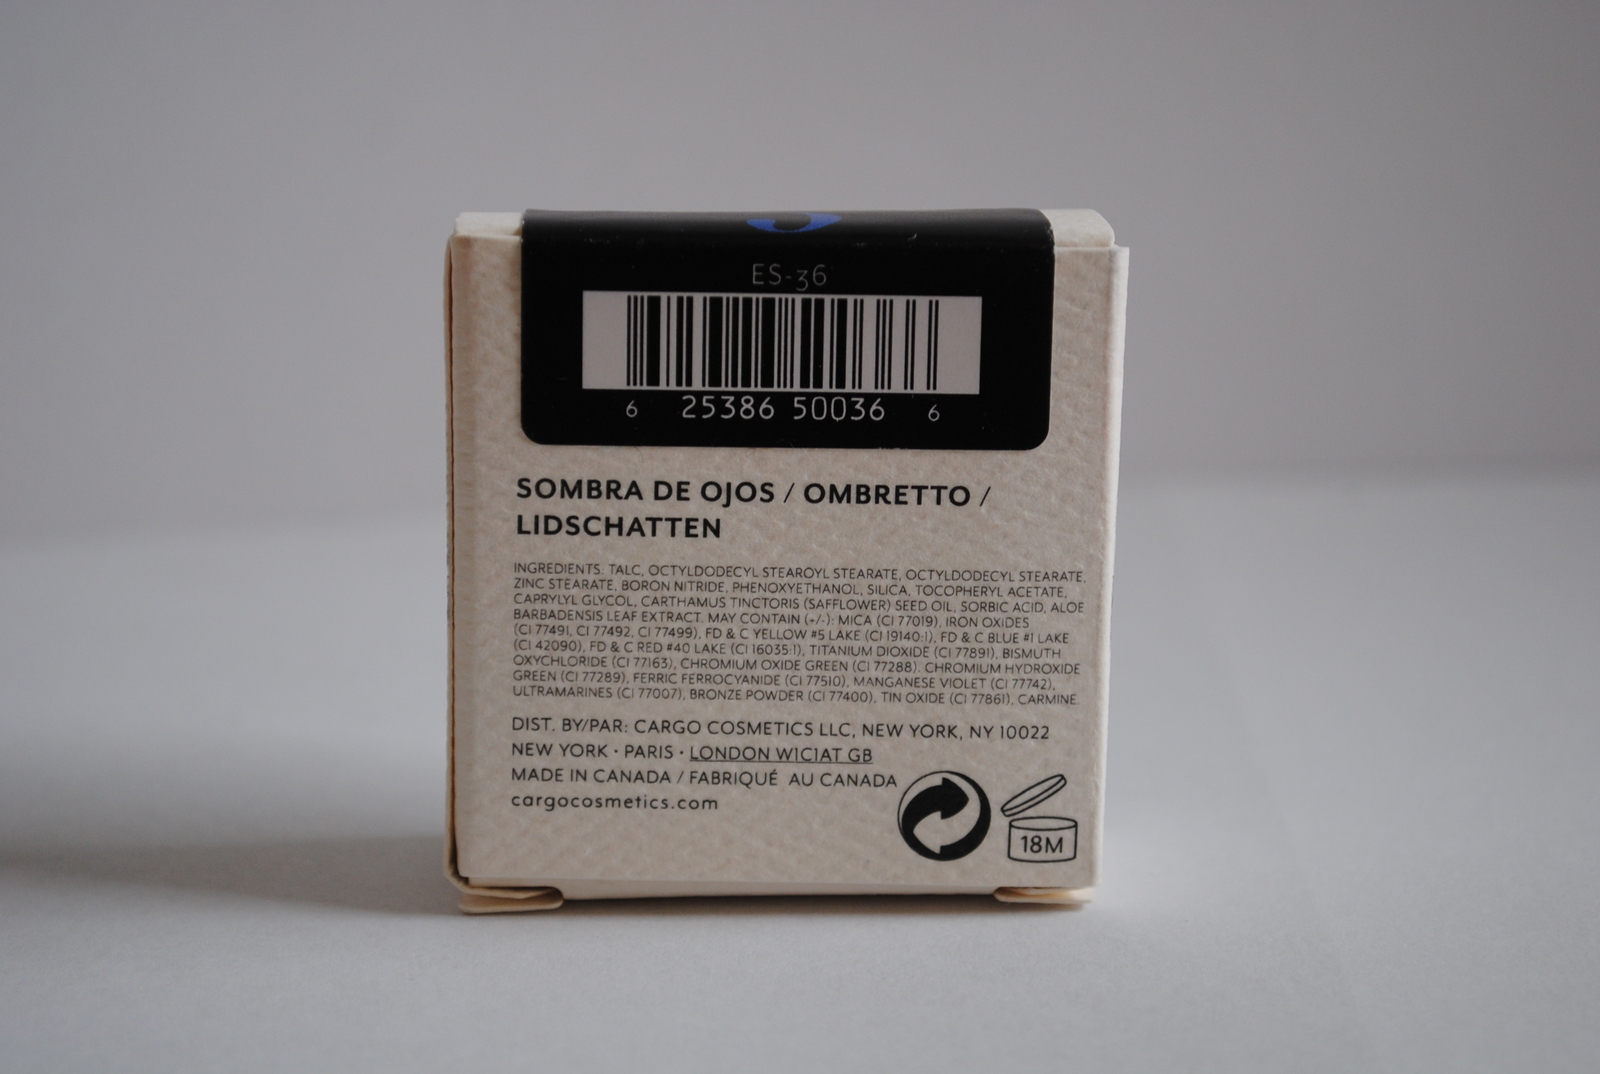 ES-36
6 25386 50036 6
SOMBRA DE OJOS / OMBRETTO /
LIDSCHATTEN
INGREDIENTS: TALC, OCTYLDODECYL STEAROYL STEARATE, OCTYLDODECYL STEARATE,
ZINC STEARATE, BORON NITRIDE, PHENOXYETHANOL, SILICA, TOCOPHERYL ACETATE,
CAPRYLYL GLYCOL, CARTHAMUS TINCTORIS (SAFFLOWER) SEED OIL, SORBIC ACID, ALOE
BARBADENSIS LEAF EXTRACT. MAY CONTAIN (+/-): MICA (CI 77019), IRON OXIDES
(CI 77491, CI 77492, CI 77499), FD & C YELLOW #5 LAKE (CI 19140:1), FD & C BLUE #1 LAKE
(CI 42090), FD & C RED #40 LAKE (CI 16035:1), TITANIUM DIOXIDE (CI 77891), BISMUTH
OXYCHLORIDE (CI 77163), CHROMIUM OXIDE GREEN (CI 77288). CHROMIUM HYDROXIDE
GREEN (CI 77289), FERRIC FERROCYANIDE (CI 77510), MANGANESE VIOLET (CI 77742),
ULTRAMARINES (CI 77007), BRONZE POWDER (CI 77400), TIN OXIDE (CI 77861), CARMINE.
DIST. BY/PAR: CARGO COSMETICS LLC, NEW YORK, NY 10022
NEW YORK • PARIS • LONDON W1C1AT GB
MADE IN CANADA / FABRIQUÉ AU CANADA
cargocosmetics.com
18M